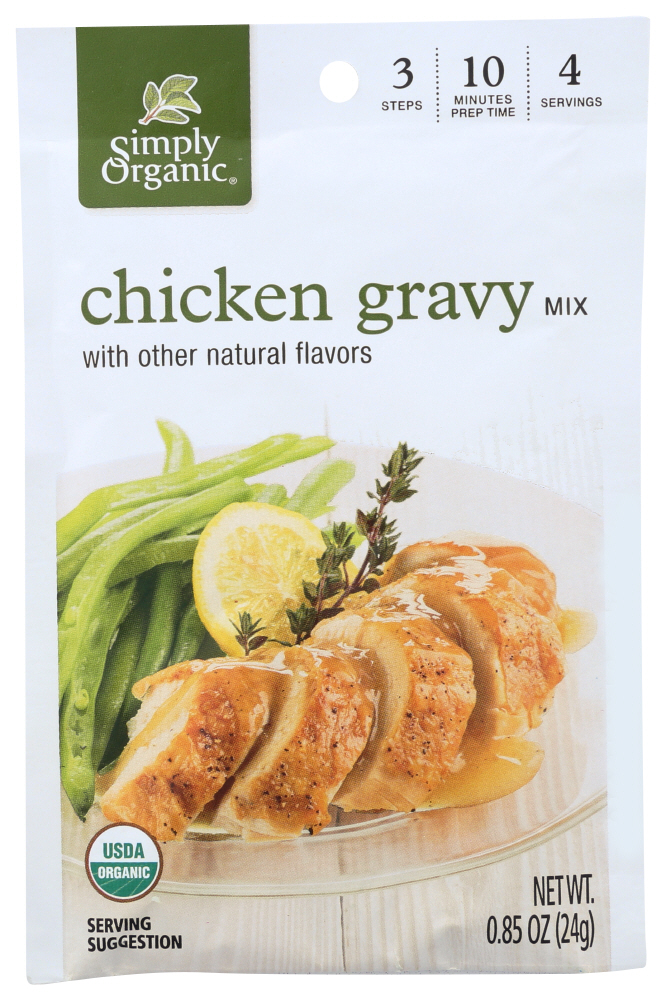 Simply
Organic®
3
STEPS
10
MINUTES
PREP TIME
4
SERVINGS
chicken gravy MIX
with other natural flavors
USDA
ORGANIC
SERVING
SUGGESTION
NET WT.
0.85 OZ (24g)